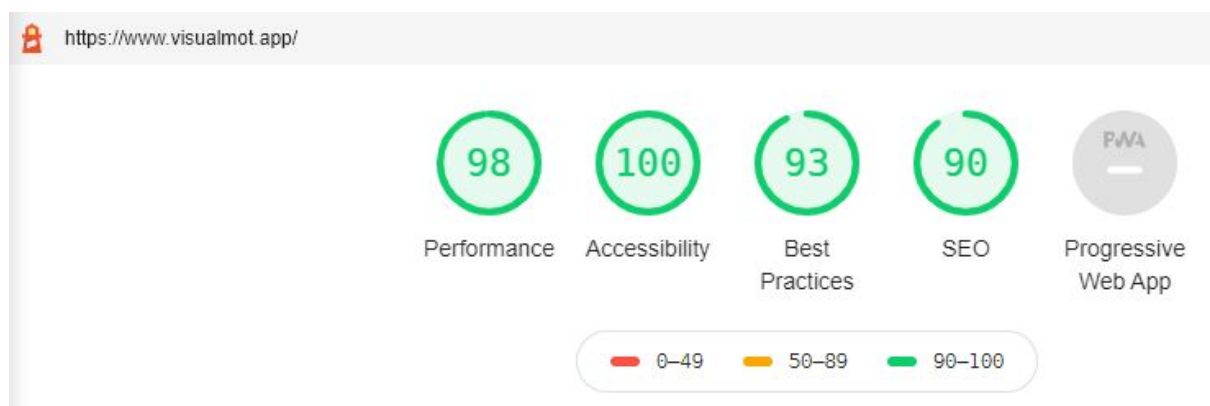 https://www.visualmot.app/
98 100 93 90 PWA
Performance Accessibility Best Practices SEO Progressive Web App
0–49 50–89 90–100